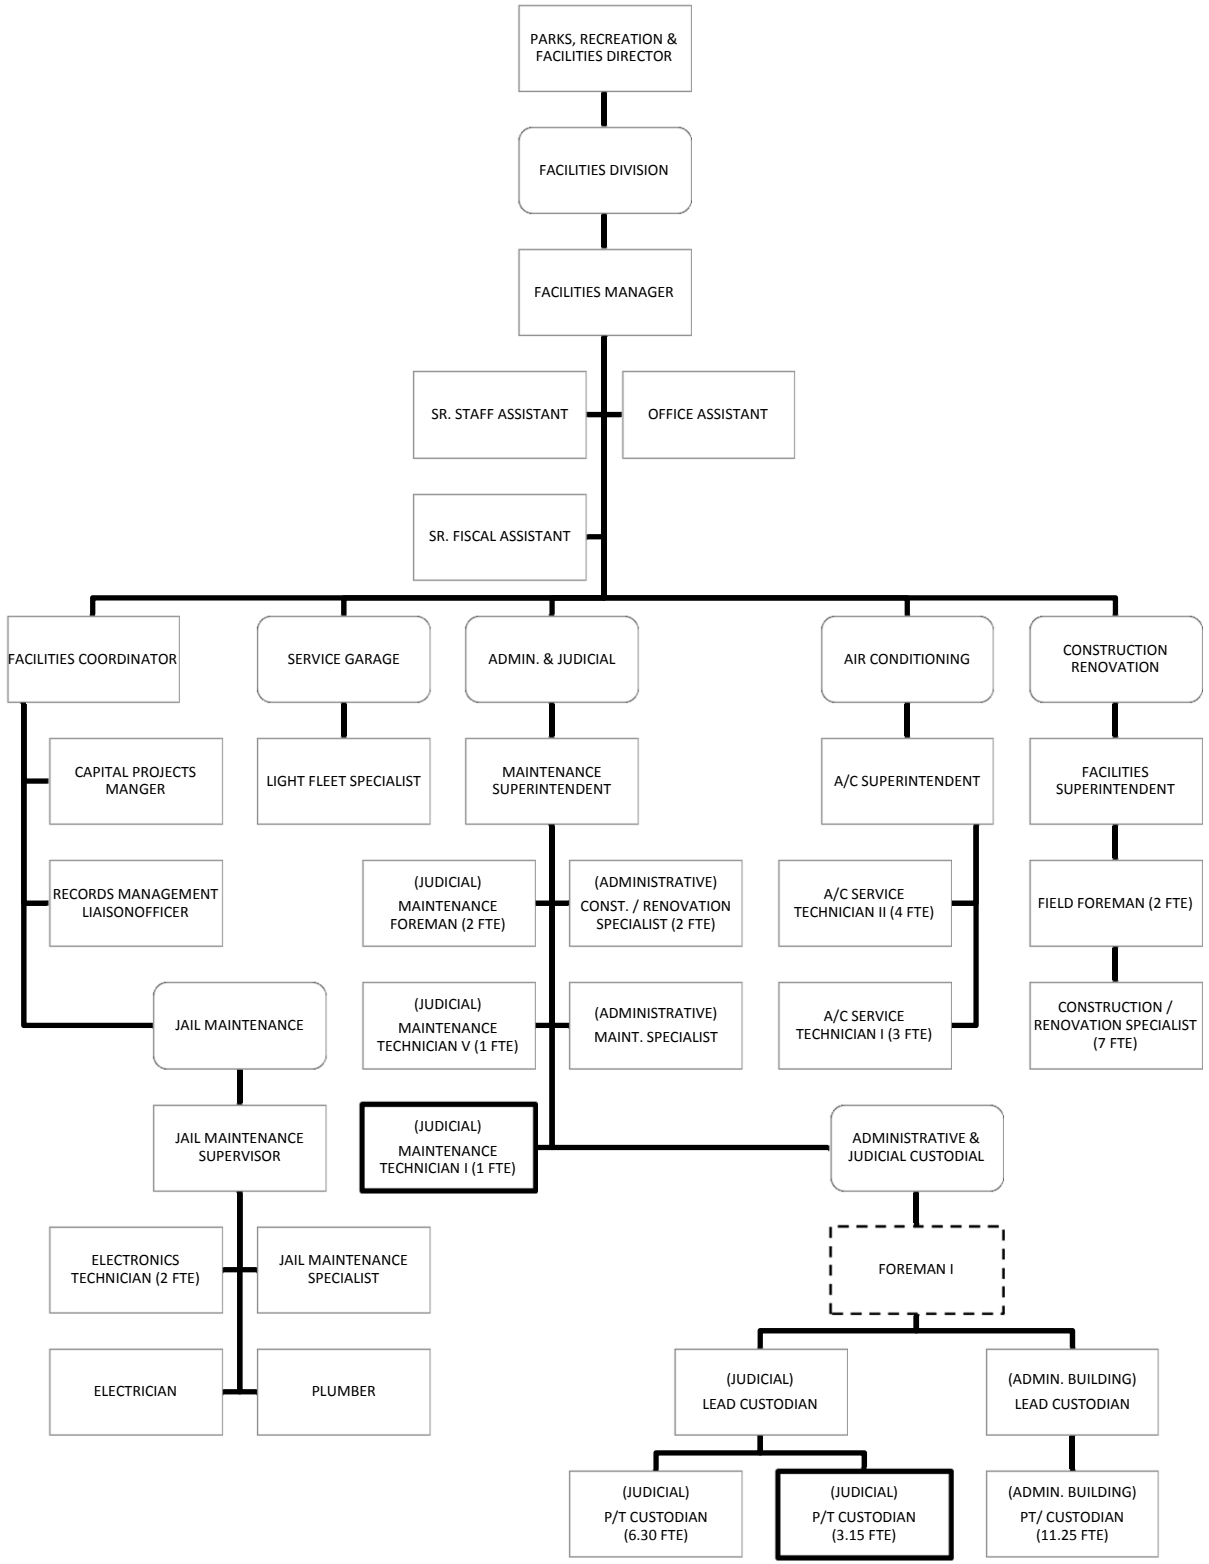 PARKS, RECREATION &
FACILITIES DIRECTOR
FACILITIES DIVISION
FACILITIES MANAGER
SR. STAFF ASSISTANT
OFFICE ASSISTANT
SR. FISCAL ASSISTANT
FACILITIES COORDINATOR
SERVICE GARAGE
ADMIN. & JUDICIAL
AIR CONDITIONING
CONSTRUCTION
RENOVATION
CAPITAL PROJECTS
MANGER
LIGHT FLEET SPECIALIST
MAINTENANCE
SUPERINTENDENT
A/C SUPERINTENDENT
FACILITIES
SUPERINTENDENT
RECORDS MANAGEMENT
LIAISONOFFICER
(JUDICIAL)
MAINTENANCE
FOREMAN (2 FTE)
(ADMINISTRATIVE)
CONST. / RENOVATION
SPECIALIST (2 FTE)
A/C SERVICE
TECHNICIAN II (4 FTE)
FIELD FOREMAN (2 FTE)
JAIL MAINTENANCE
(JUDICIAL)
MAINTENANCE
TECHNICIAN V (1 FTE)
(ADMINISTRATIVE)
MAINT. SPECIALIST
A/C SERVICE
TECHNICIAN I (3 FTE)
CONSTRUCTION /
RENOVATION SPECIALIST
(7 FTE)
JAIL MAINTENANCE
SUPERVISOR
(JUDICIAL)
MAINTENANCE
TECHNICIAN I (1 FTE)
ADMINISTRATIVE &
JUDICIAL CUSTODIAL
ELECTRONICS
TECHNICIAN (2 FTE)
JAIL MAINTENANCE
SPECIALIST
FOREMAN I
ELECTRICIAN
PLUMBER
(JUDICIAL)
LEAD CUSTODIAN
(ADMIN. BUILDING)
LEAD CUSTODIAN
(JUDICIAL)
P/T CUSTODIAN
(6.30 FTE)
(JUDICIAL)
P/T CUSTODIAN
(3.15 FTE)
(ADMIN. BUILDING)
PT/ CUSTODIAN
(11.25 FTE)